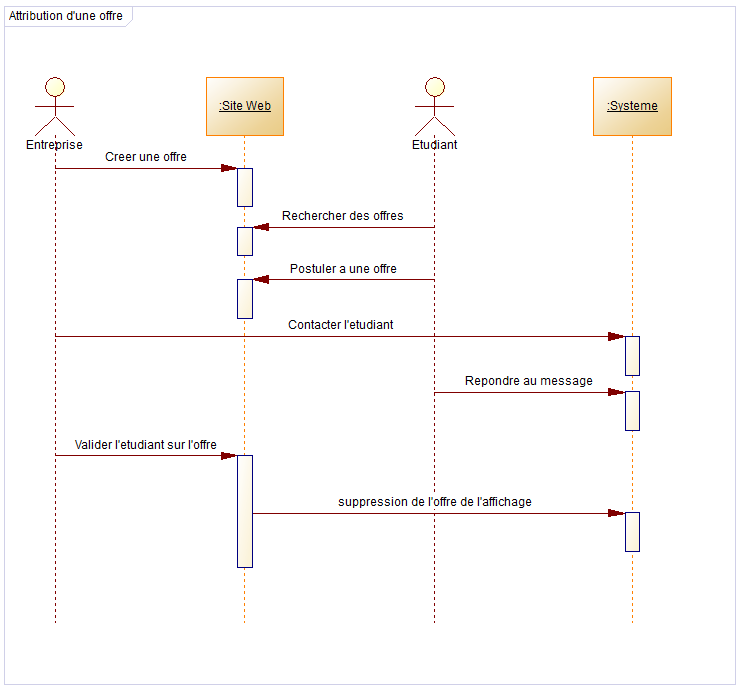 Attribution d'une offre
:Site Web
:Systeme
Entreprise
Etudiant
Creer une offre
Rechercher des offres
Postuler a une offre
Contacter l'etudiant
Repondre au message
Valider l'etudiant sur l'offre
suppression de l'offre de l'affichage